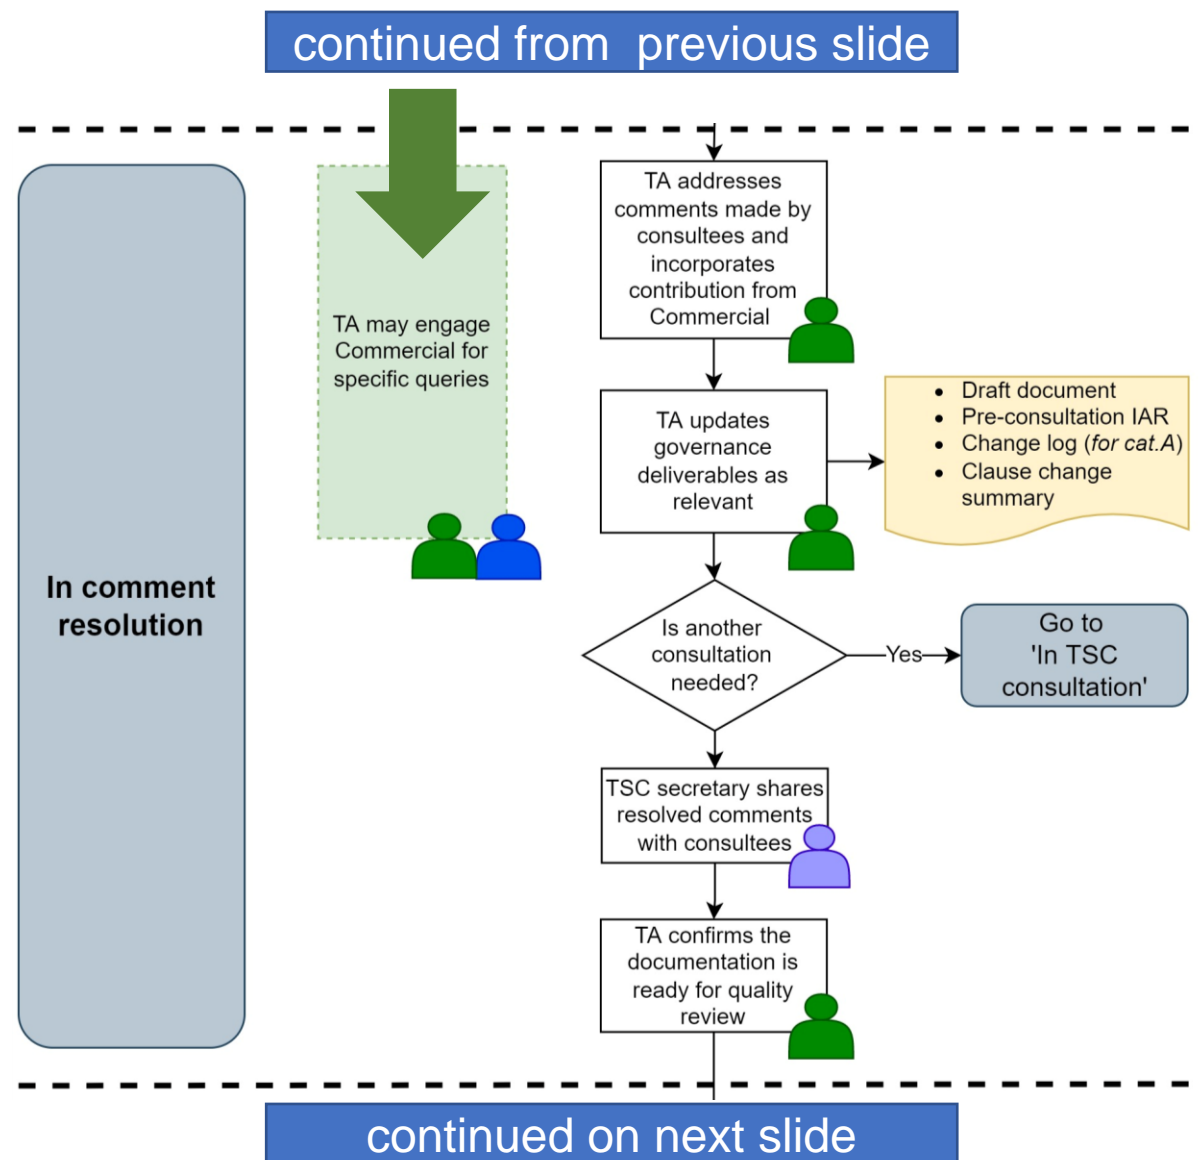 continued from previous slide
TA addresses
comments made by
consultees and
incorporates
contribution from
Commercial
TA may engage
Commercial for
specific queries
TA updates
governance
deliverables as
relevant
• Draft document
• Pre-consultation IAR
• Change log (for cat.A)
• Clause change
summary
In comment
resolution
Is another
consultation
needed?
Yes
Go to
'In TSC
consultation'
TSC secretary shares
resolved comments
with consultees
TA confirms the
documentation is
ready for quality
review
continued on next slide